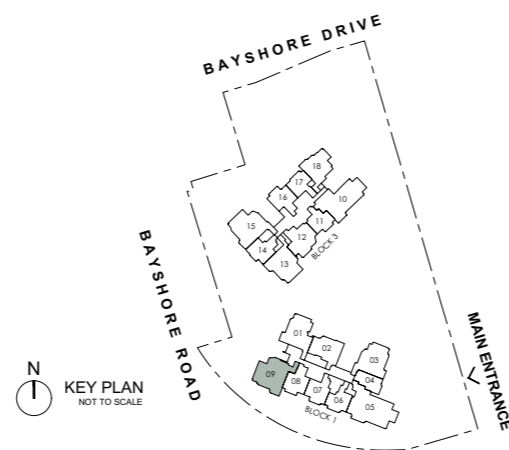 BAYSHORE DRIVE
18
17
16
10
15
11
12
14
13
BLOCK 3
BAYSHORE ROAD
01
02
03
09
08
07
04
06
05
BLOCK 1
MAIN ENTRANCE
N
KEY PLAN
NOT TO SCALE